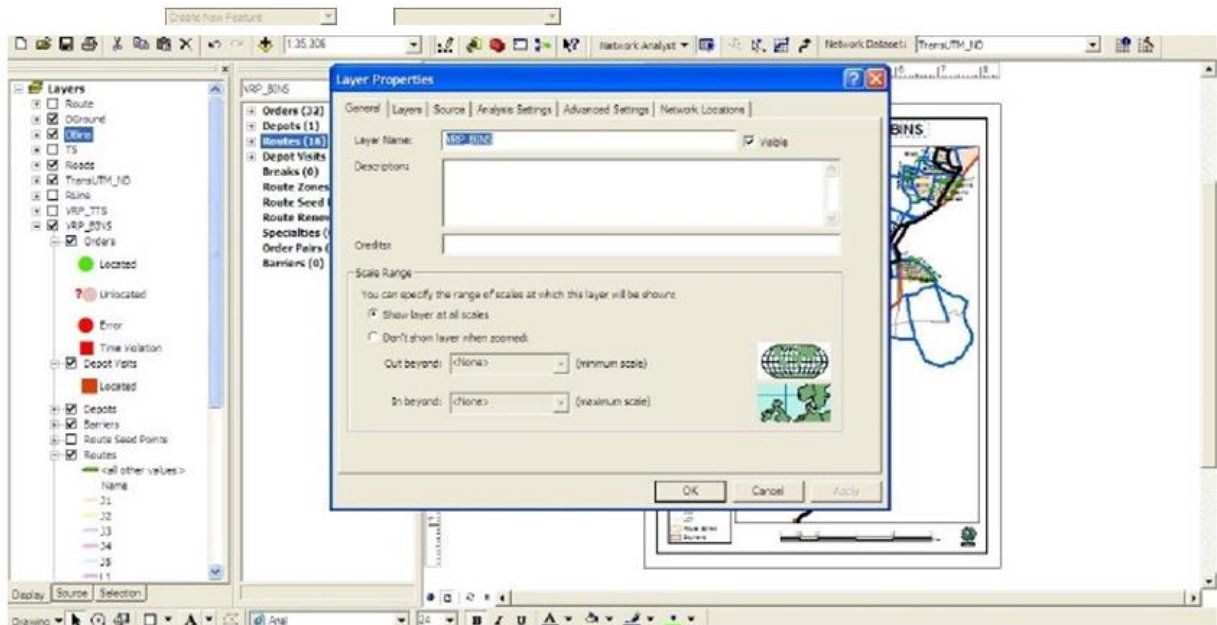 Create New Feature
1:35,306
Network Analyst
Network Dataset: TransUTM_ND
Layers
Route
DGround
DBins
TS
Roads
TransUTM_ND
RLine
VRP_TTS
VRP_BINS
Orders
Located
? Unlocated
Error
Time Violation
Depot Visits
Located
Depots
Barriers
Route Seed Points
Routes
<all other values>
Name
J1
J2
J3
J4
J5
L1
Display Source Selection
VRP_BINS
Orders (32)
Depots (1)
Routes (16)
Depot Visits
Breaks (0)
Route Zones
Route Seed
Route Renew
Specialties (
Order Pairs (
Barriers (0)
Layer Properties
General Layers Source Analysis Settings Advanced Settings Network Locations
Layer Name: VRP_BINS Visible
Description:
Credits:
Scale Range
You can specify the range of scales at which this layer will be shown:
Show layer at all scales
Don't show layer when zoomed:
Out beyond: <None> (minimum scale)
In beyond: <None> (maximum scale)
OK Cancel Apply
BINS
Drawing A Arial 24 B I U A